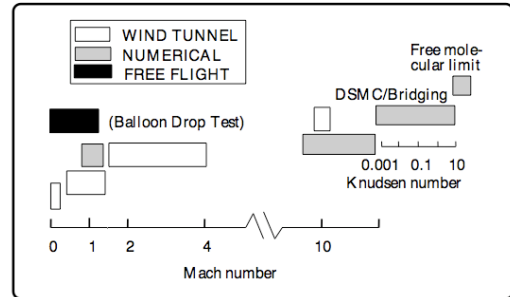 WIND TUNNEL
NUMERICAL
FREE FLIGHT
Free mole-
cular limit
DSMC/Bridging
(Balloon Drop Test)
0.001 0.1 10
Knudsen number
0 1 2 4 10
Mach number